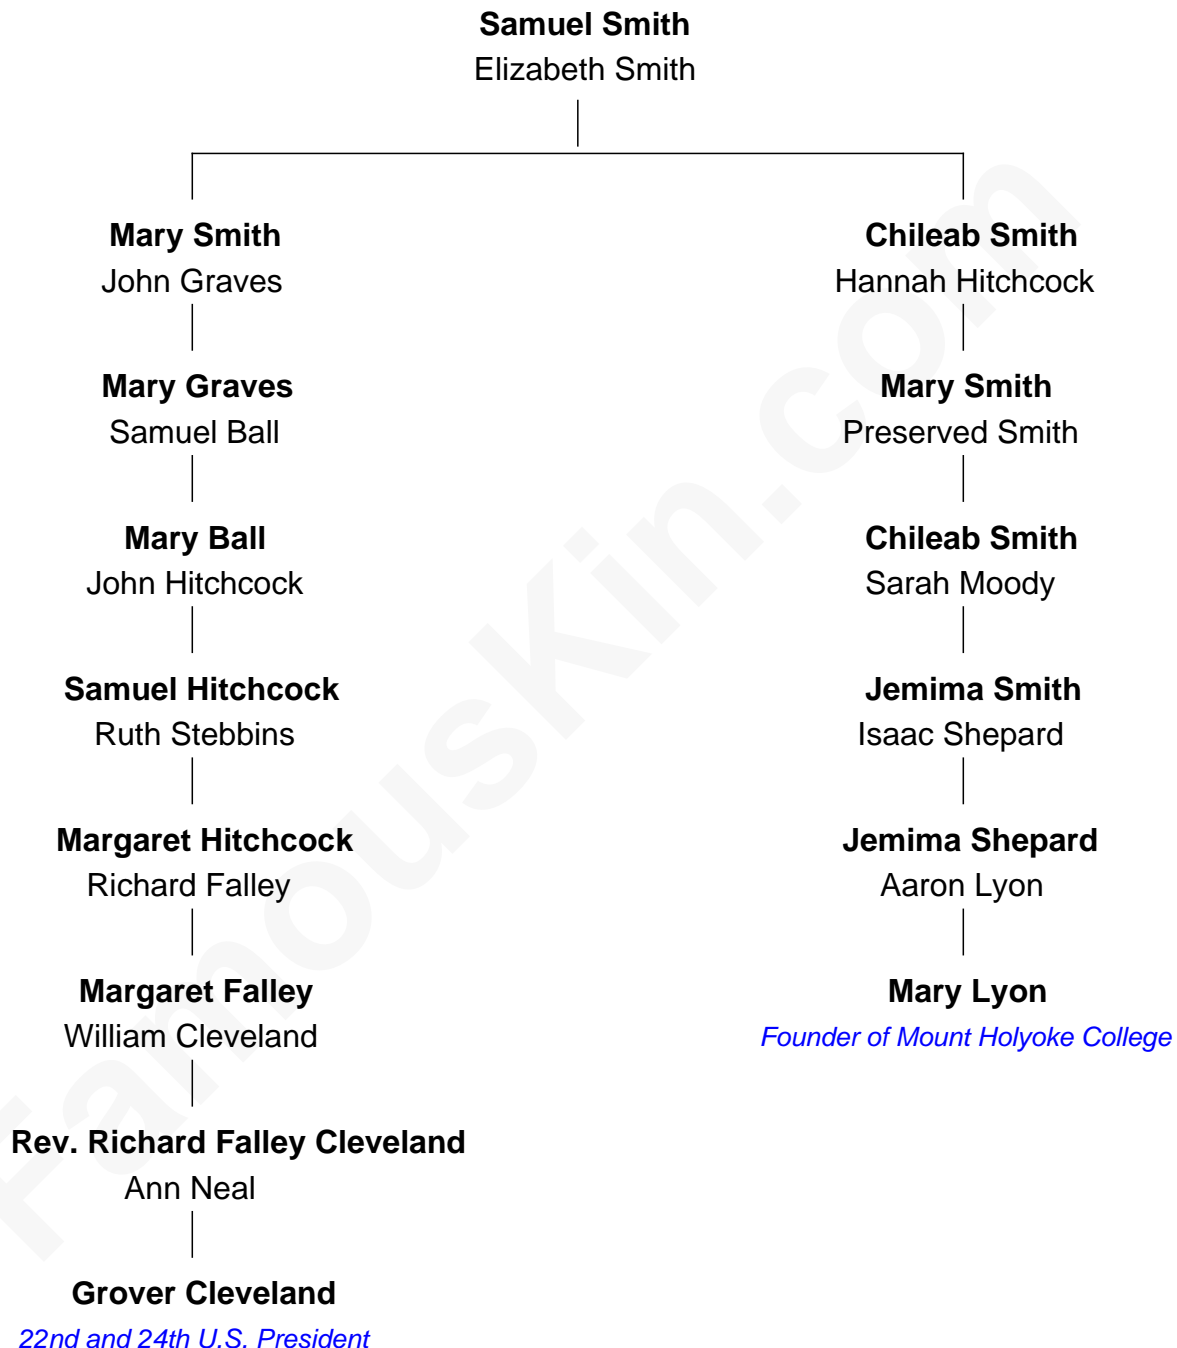 Samuel Smith
Elizabeth Smith
Mary Smith
John Graves
Mary Graves
Samuel Ball
Mary Ball
John Hitchcock
Samuel Hitchcock
Ruth Stebbins
Margaret Hitchcock
Richard Falley
Margaret Falley
William Cleveland
Rev. Richard Falley Cleveland
Ann Neal
Grover Cleveland
22nd and 24th U.S. President
Chileab Smith
Hannah Hitchcock
Mary Smith
Preserved Smith
Chileab Smith
Sarah Moody
Jemima Smith
Isaac Shepard
Jemima Shepard
Aaron Lyon
Mary Lyon
Founder of Mount Holyoke College
FamousKin.com